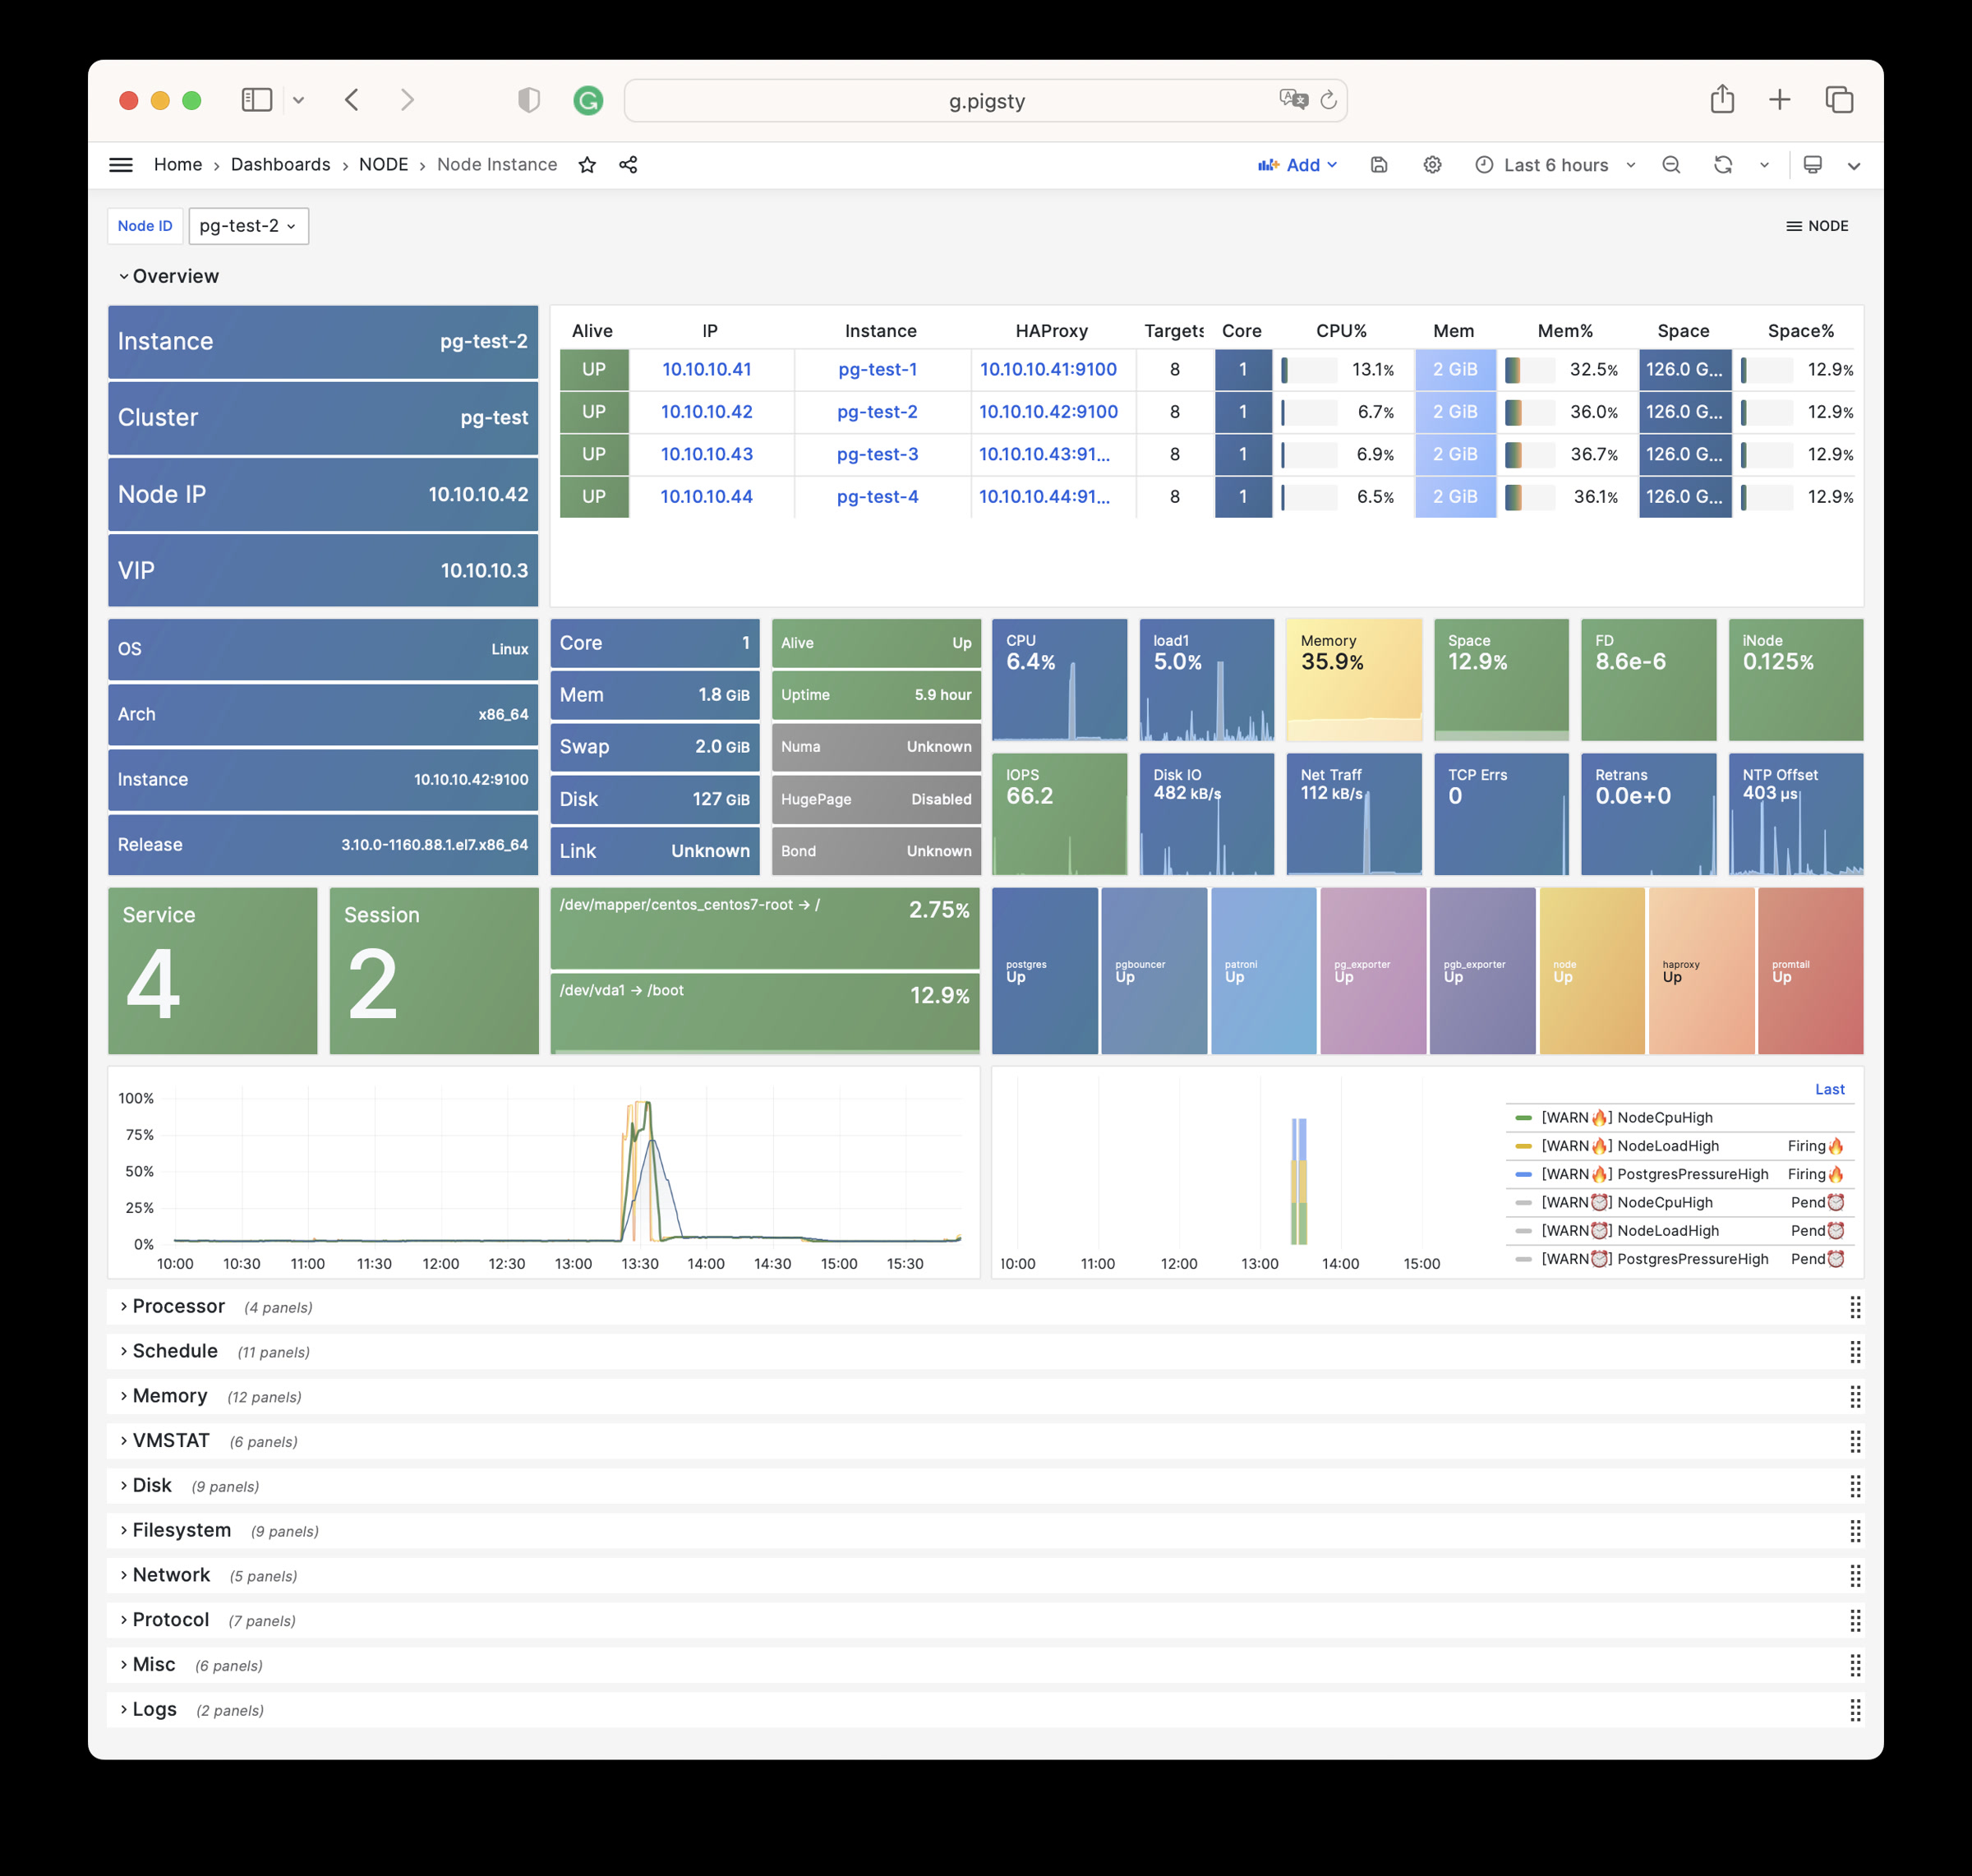 g.pigsty
Home › Dashboards › NODE › Node Instance
Add
Last 6 hours
Node ID
pg-test-2
NODE
Overview
Instance pg-test-2
Cluster pg-test
Node IP 10.10.10.42
VIP 10.10.10.3
Alive IP Instance HAProxy Targets Core CPU% Mem Mem% Space Space%
UP 10.10.10.41 pg-test-1 10.10.10.41:9100 8 1 13.1% 2 GiB 32.5% 126.0 G... 12.9%
UP 10.10.10.42 pg-test-2 10.10.10.42:9100 8 1 6.7% 2 GiB 36.0% 126.0 G... 12.9%
UP 10.10.10.43 pg-test-3 10.10.10.43:91... 8 1 6.9% 2 GiB 36.7% 126.0 G... 12.9%
UP 10.10.10.44 pg-test-4 10.10.10.44:91... 8 1 6.5% 2 GiB 36.1% 126.0 G... 12.9%
OS Linux
Arch x86_64
Instance 10.10.10.42:9100
Release 3.10.0-1160.88.1.el7.x86_64
Core 1
Mem 1.8 GiB
Swap 2.0 GiB
Disk 127 GiB
Link Unknown
Alive Up
Uptime 5.9 hour
Numa Unknown
HugePage Disabled
Bond Unknown
CPU
6.4%
load1
5.0%
Memory
35.9%
Space
12.9%
FD
8.6e-6
iNode
0.125%
IOPS
66.2
Disk IO
482 kB/s
Net Traff
112 kB/s
TCP Errs
0
Retrans
0.0e+0
NTP Offset
403 µs
Service
4
Session
2
/dev/mapper/centos_centos7-root → / 2.75%
/dev/vda1 → /boot 12.9%
postgres
Up
pgbouncer
Up
patroni
Up
pg_exporter
Up
pgb_exporter
Up
node
Up
haproxy
Up
promtail
Up
100%
75%
50%
25%
0%
10:00 10:30 11:00 11:30 12:00 12:30 13:00 13:30 14:00 14:30 15:00 15:30
10:00 11:00 12:00 13:00 14:00 15:00
Last
[WARN🔥] NodeCpuHigh
[WARN🔥] NodeLoadHigh Firing🔥
[WARN🔥] PostgresPressureHigh Firing🔥
[WARN⏰] NodeCpuHigh Pend⏰
[WARN⏰] NodeLoadHigh Pend⏰
[WARN⏰] PostgresPressureHigh Pend⏰
Processor (4 panels)
Schedule (11 panels)
Memory (12 panels)
VMSTAT (6 panels)
Disk (9 panels)
Filesystem (9 panels)
Network (5 panels)
Protocol (7 panels)
Misc (6 panels)
Logs (2 panels)